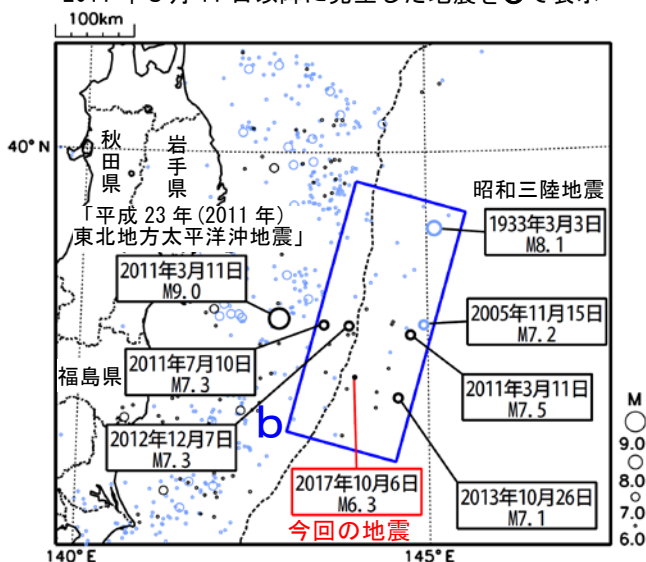 100km
40°N
秋田県
岩手県
昭和三陸地震
「平成 23 年(2011 年)
東北地方太平洋沖地震」
1933年3月3日
M8.1
2011年3月11日
M9.0
2005年11月15日
M7.2
2011年7月10日
M7.3
2011年3月11日
M7.5
福島県
b
2012年12月7日
M7.3
2017年10月6日
M6.3
今回の地震
2013年10月26日
M7.1
M
9.0
8.0
7.0
6.0
140°E
145°E